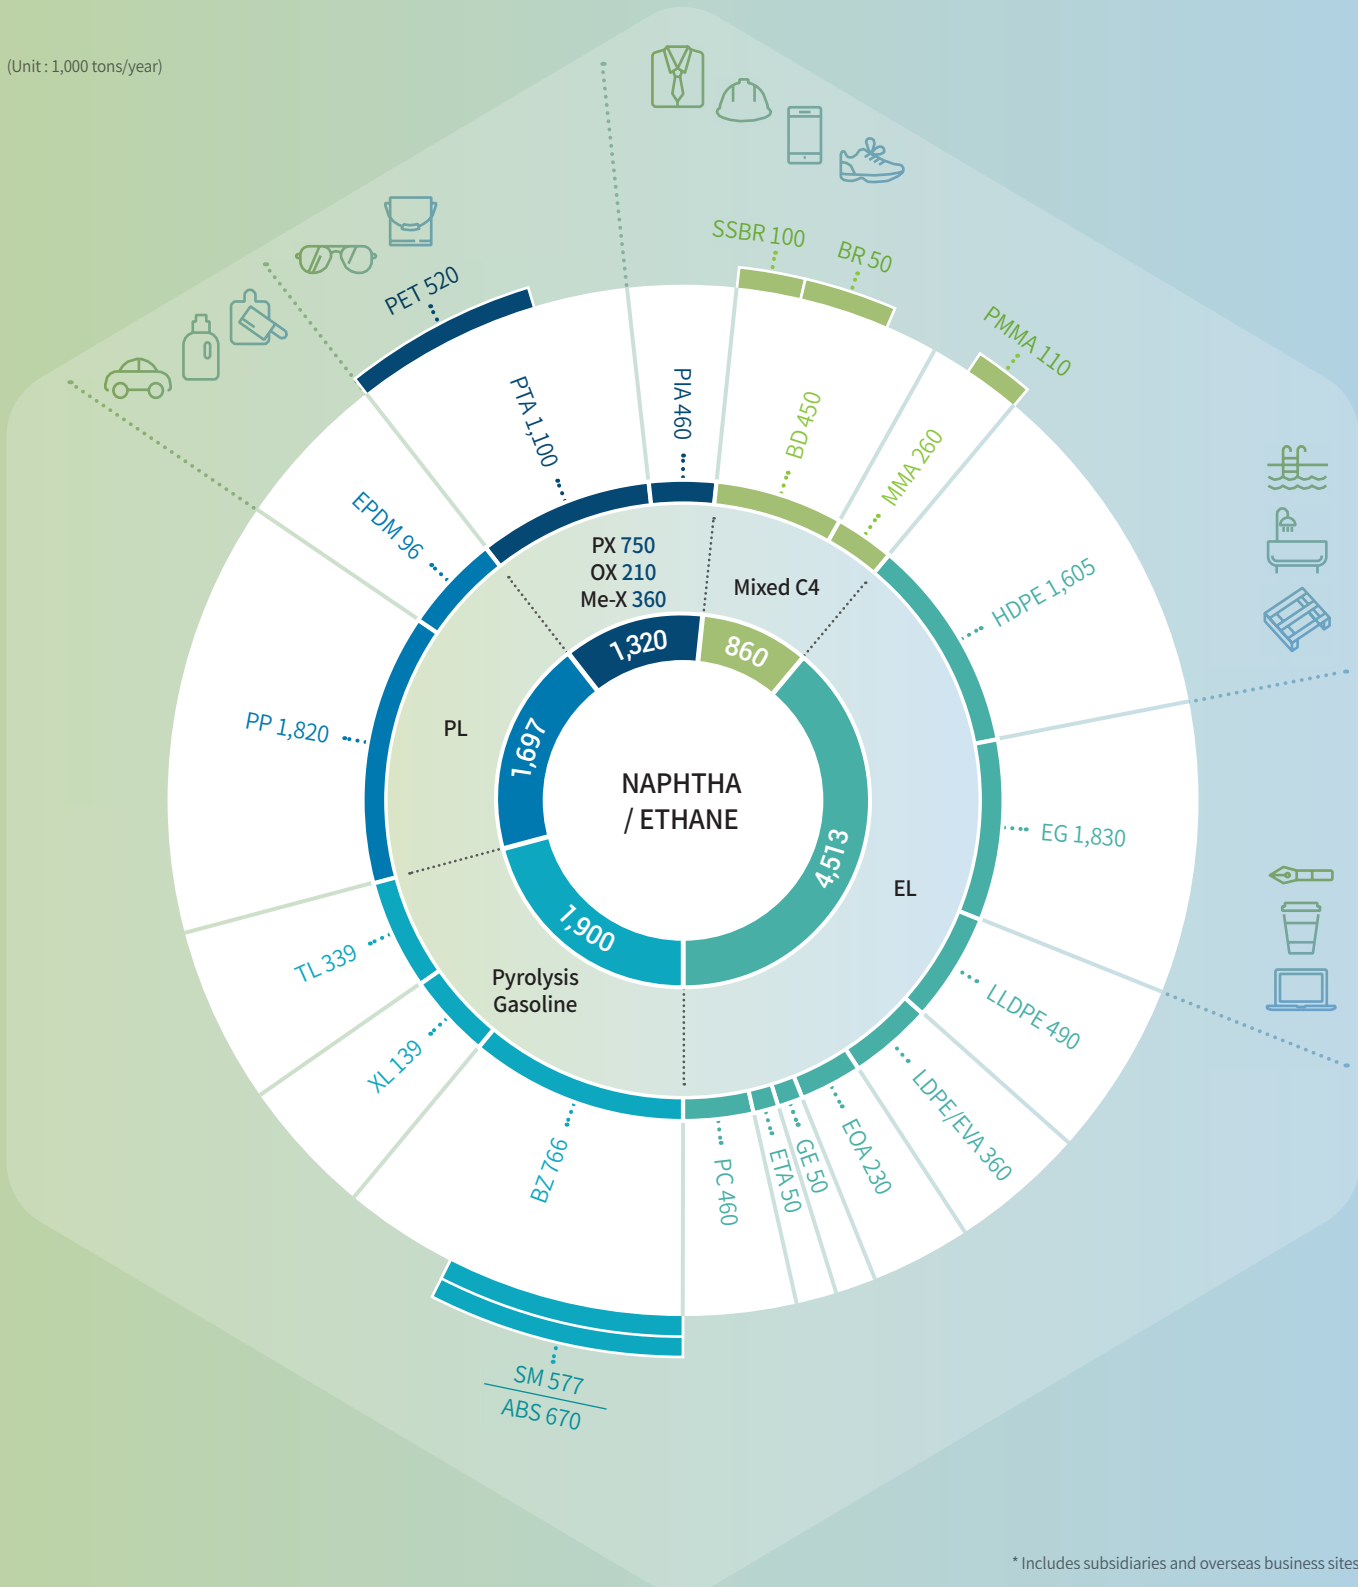 (Unit : 1,000 tons/year)
SSBR 100
BR 50
PMMA 110
PET 520
PTA 1,100
PIA 460
BD 450
MMA 260
EPDM 96
PX 750
OX 210
Me-X 360
Mixed C4
HDPE 1,605
1,320
860
PP 1,820
PL
1,697
NAPHTHA
/ ETHANE
4,513
EL
EG 1,830
1,900
Pyrolysis
Gasoline
TL 339
XL 139
BZ 766
LLDPE 490
LDPE/EVA 360
EOA 230
GE 50
ETA 50
PC 460
SM 577
ABS 670
* Includes subsidiaries and overseas business sites